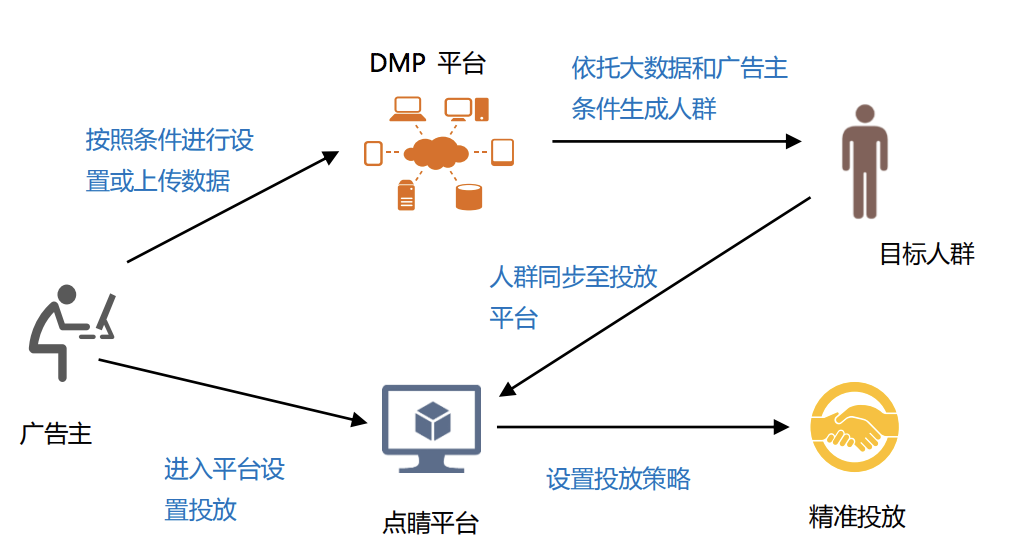 DMP 平台
依托大数据和广告主
条件生成人群
按照条件进行设
置或上传数据
目标人群
人群同步至投放
平台
广告主
进入平台设
置投放
点睛平台
设置投放策略
精准投放